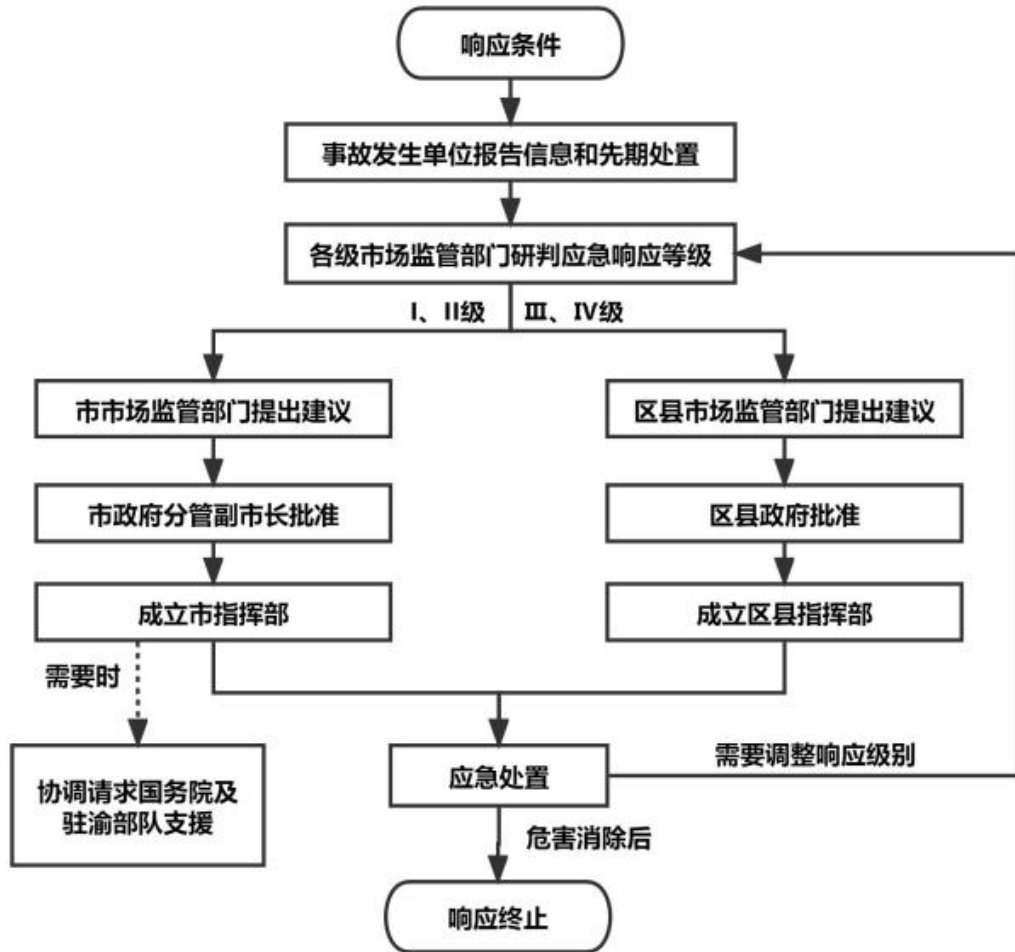 响应条件
事故发生单位报告信息和先期处置
各级市场监管部门研判应急响应等级
I、II级
III、IV级
市市场监管部门提出建议
区县市场监管部门提出建议
市政府分管副市长批准
区县政府批准
成立市指挥部
成立区县指挥部
需要时
协调请求国务院及
驻渝部队支援
应急处置
需要调整响应级别
危害消除后
响应终止